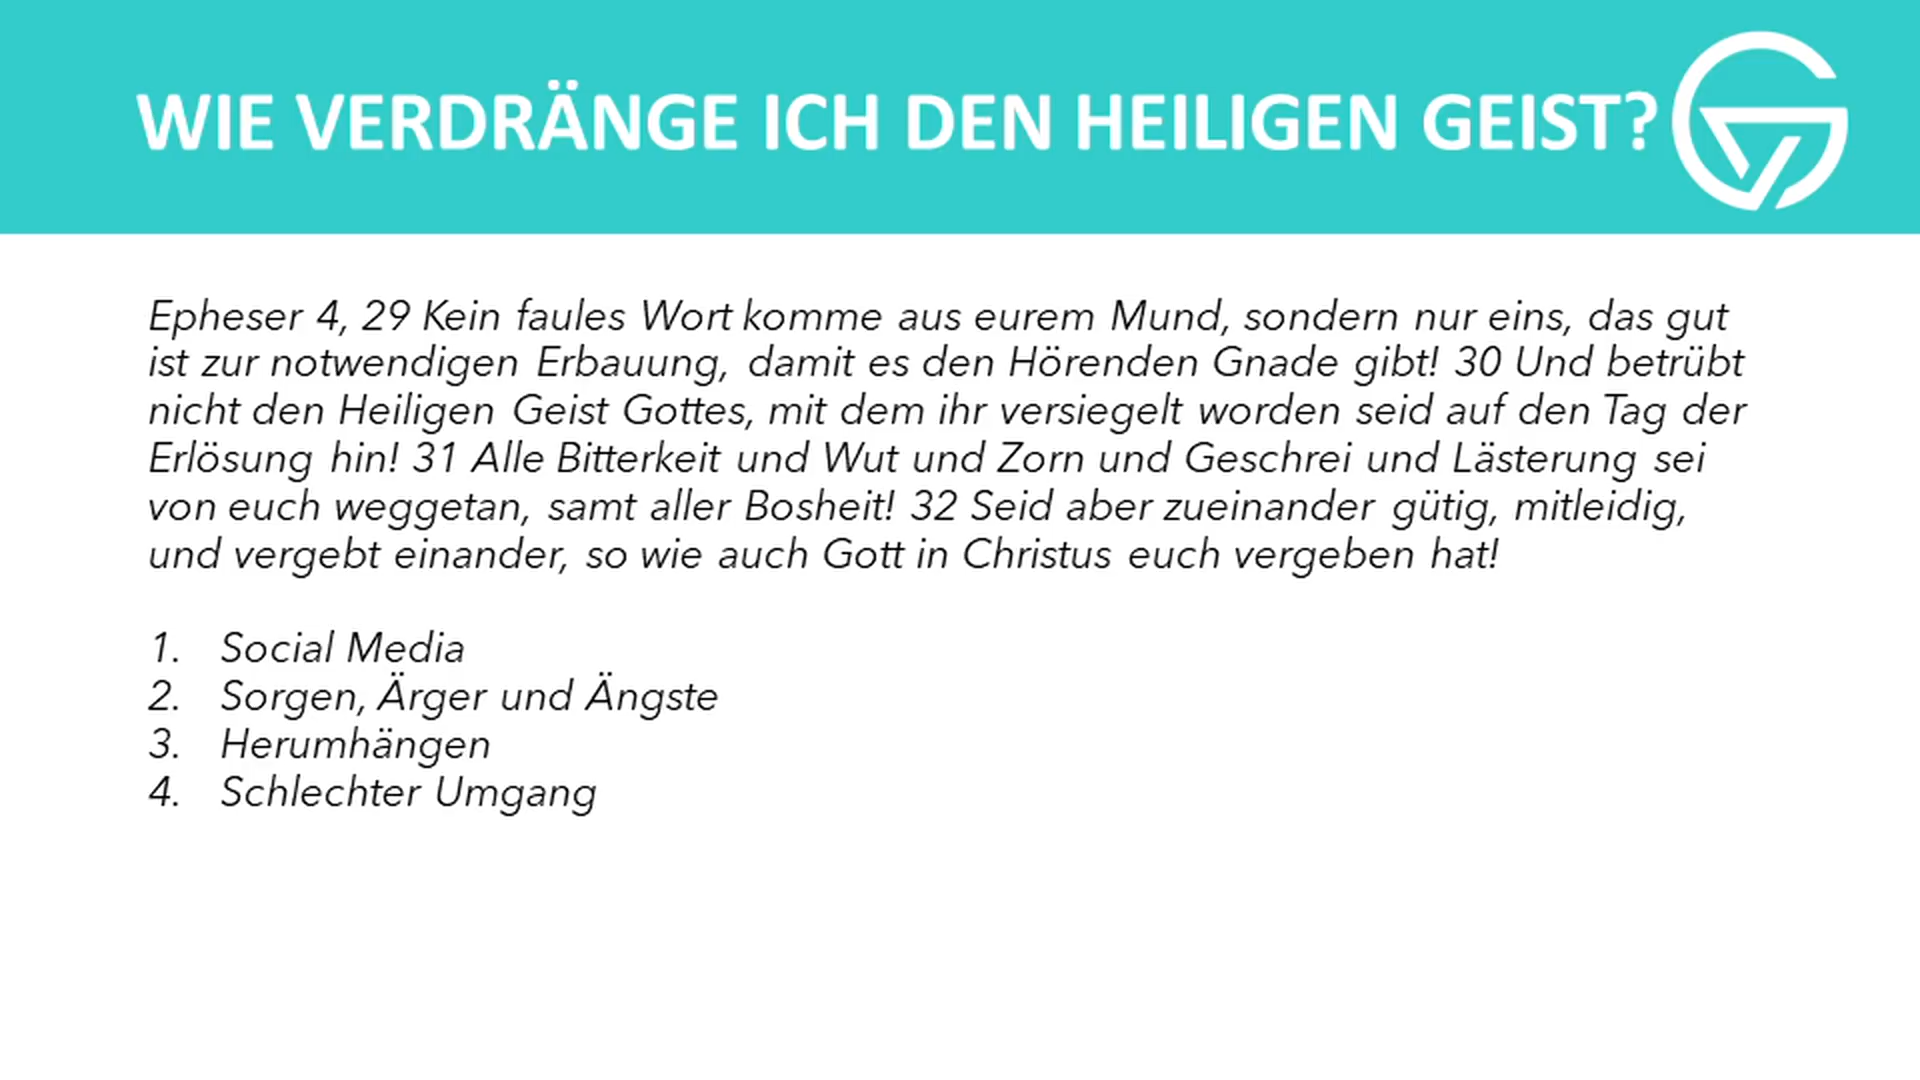 WIE VERDRÄNGE ICH DEN HEILIGEN GEIST?
Epheser 4, 29 Kein faules Wort komme aus eurem Mund, sondern nur eins, das gut
ist zur notwendigen Erbauung, damit es den Hörenden Gnade gibt! 30 Und betrübt
nicht den Heiligen Geist Gottes, mit dem ihr versiegelt worden seid auf den Tag der
Erlösung hin! 31 Alle Bitterkeit und Wut und Zorn und Geschrei und Lästerung sei
von euch weggetan, samt aller Bosheit! 32 Seid aber zueinander gütig, mitleidig,
und vergebt einander, so wie auch Gott in Christus euch vergeben hat!
1. Social Media
2. Sorgen, Ärger und Ängste
3. Herumhängen
4. Schlechter Umgang